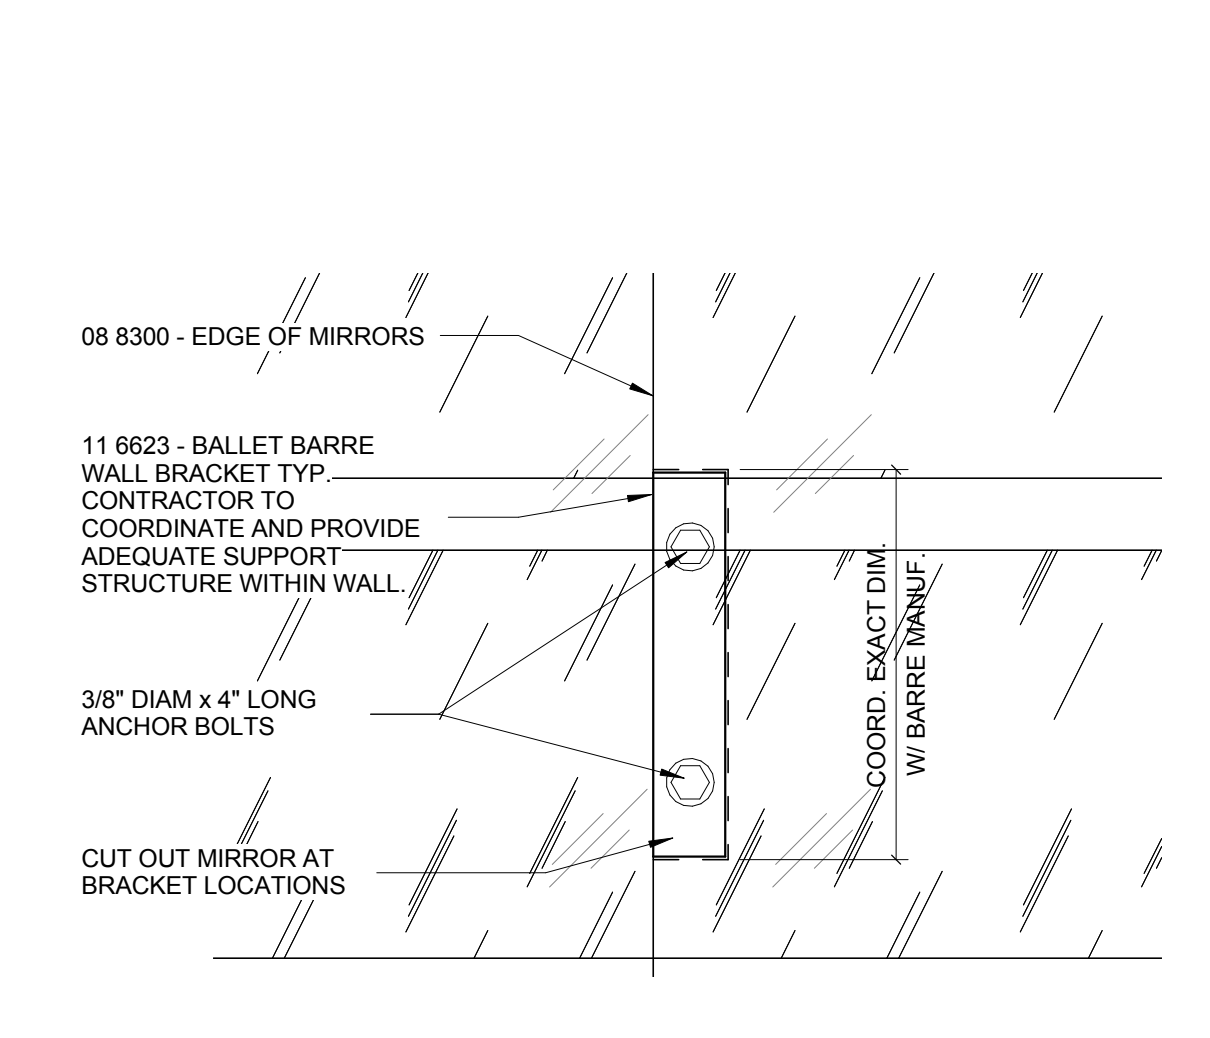 08 8300 - EDGE OF MIRRORS
11 6623 - BALLET BARRE
WALL BRACKET TYP.
CONTRACTOR TO
COORDINATE AND PROVIDE
ADEQUATE SUPPORT
STRUCTURE WITHIN WALL.
3/8" DIAM x 4" LONG
ANCHOR BOLTS
CUT OUT MIRROR AT
BRACKET LOCATIONS
COORD. EXACT DIM.
W/ BARRE MANUF.